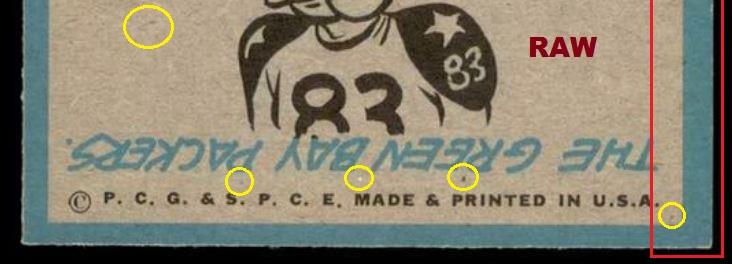 RAW
83
83
THE GREEN BAY PACKERS.
© P. C. G. & S. P. C. E. MADE & PRINTED IN U.S.A.